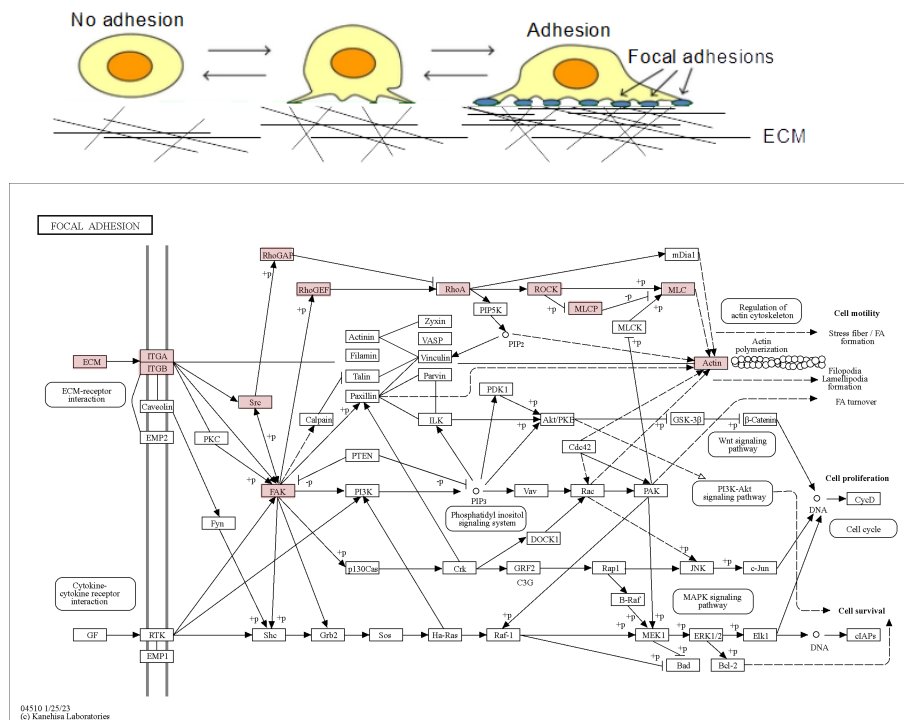 No adhesion
Adhesion
Focal adhesions
ECM
FOCAL ADHESION
RhoGAP
mDia1
+p
RhoGEF
RhoA
ROCK
MLC
+p
+p
-p
+p
+p
MLCP
PIP5K
MLCK
+p
Regulation of
actin cytoskeleton
Cell motility
Stress fiber / FA
formation
Zyxin
Actinin
VASP
PIP2
Filamin
Vinculin
Actin
Actin
polymerization
ECM
ITGA
ITGB
Talin
Parvin
Filopodia
Lamellipodia
formation
ECM-receptor
interaction
Caveolin
Src
Paxillin
PDK1
FA turnover
+p
+p
+p
Calpain
ILK
+p
+p
Akt/PKB
+p
GSK-3β
+p
β-Catenin
EMP2
PKC
+p
Cdc42
Wnt signaling
pathway
PTEN
+p
FAK
-p
-p
PI3K
PIP3
Vav
Rac
PAK
PI3K-Akt
signaling pathway
Cell proliferation
CycD
DNA
Fyn
Phosphatidyl inositol
signaling system
Cell cycle
DOCK1
+p
p130Cas
Crk
GRF2
C3G
Rap1
+p
JNK
+p
c-Jun
Cytokine-
cytokine receptor
interaction
B-Raf
MAPK signaling
pathway
Cell survival
+p
+p
+p
+p
+p
+p
+p
GF
RTK
Shc
Grb2
Sos
Ha-Ras
Raf-1
MEK1
ERK1/2
Elk1
DNA
cIAPs
EMP1
+p
+p
+p
Bad
Bcl-2
04510 1/25/23
(c) Kanehisa Laboratories